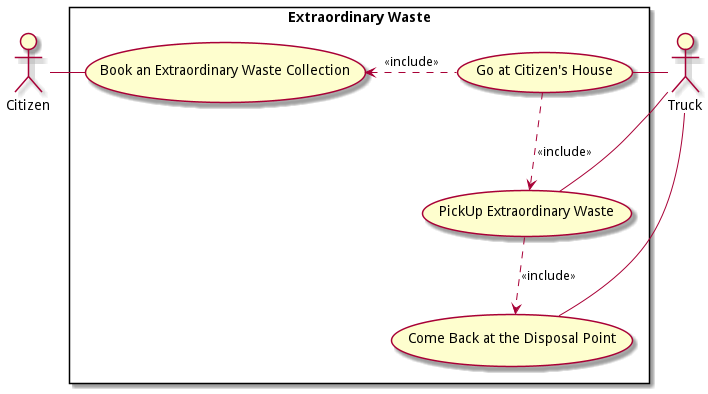 Extraordinary Waste
«include»
Book an Extraordinary Waste Collection
Go at Citizen's House
Citizen
Truck
«include»
PickUp Extraordinary Waste
«include»
Come Back at the Disposal Point